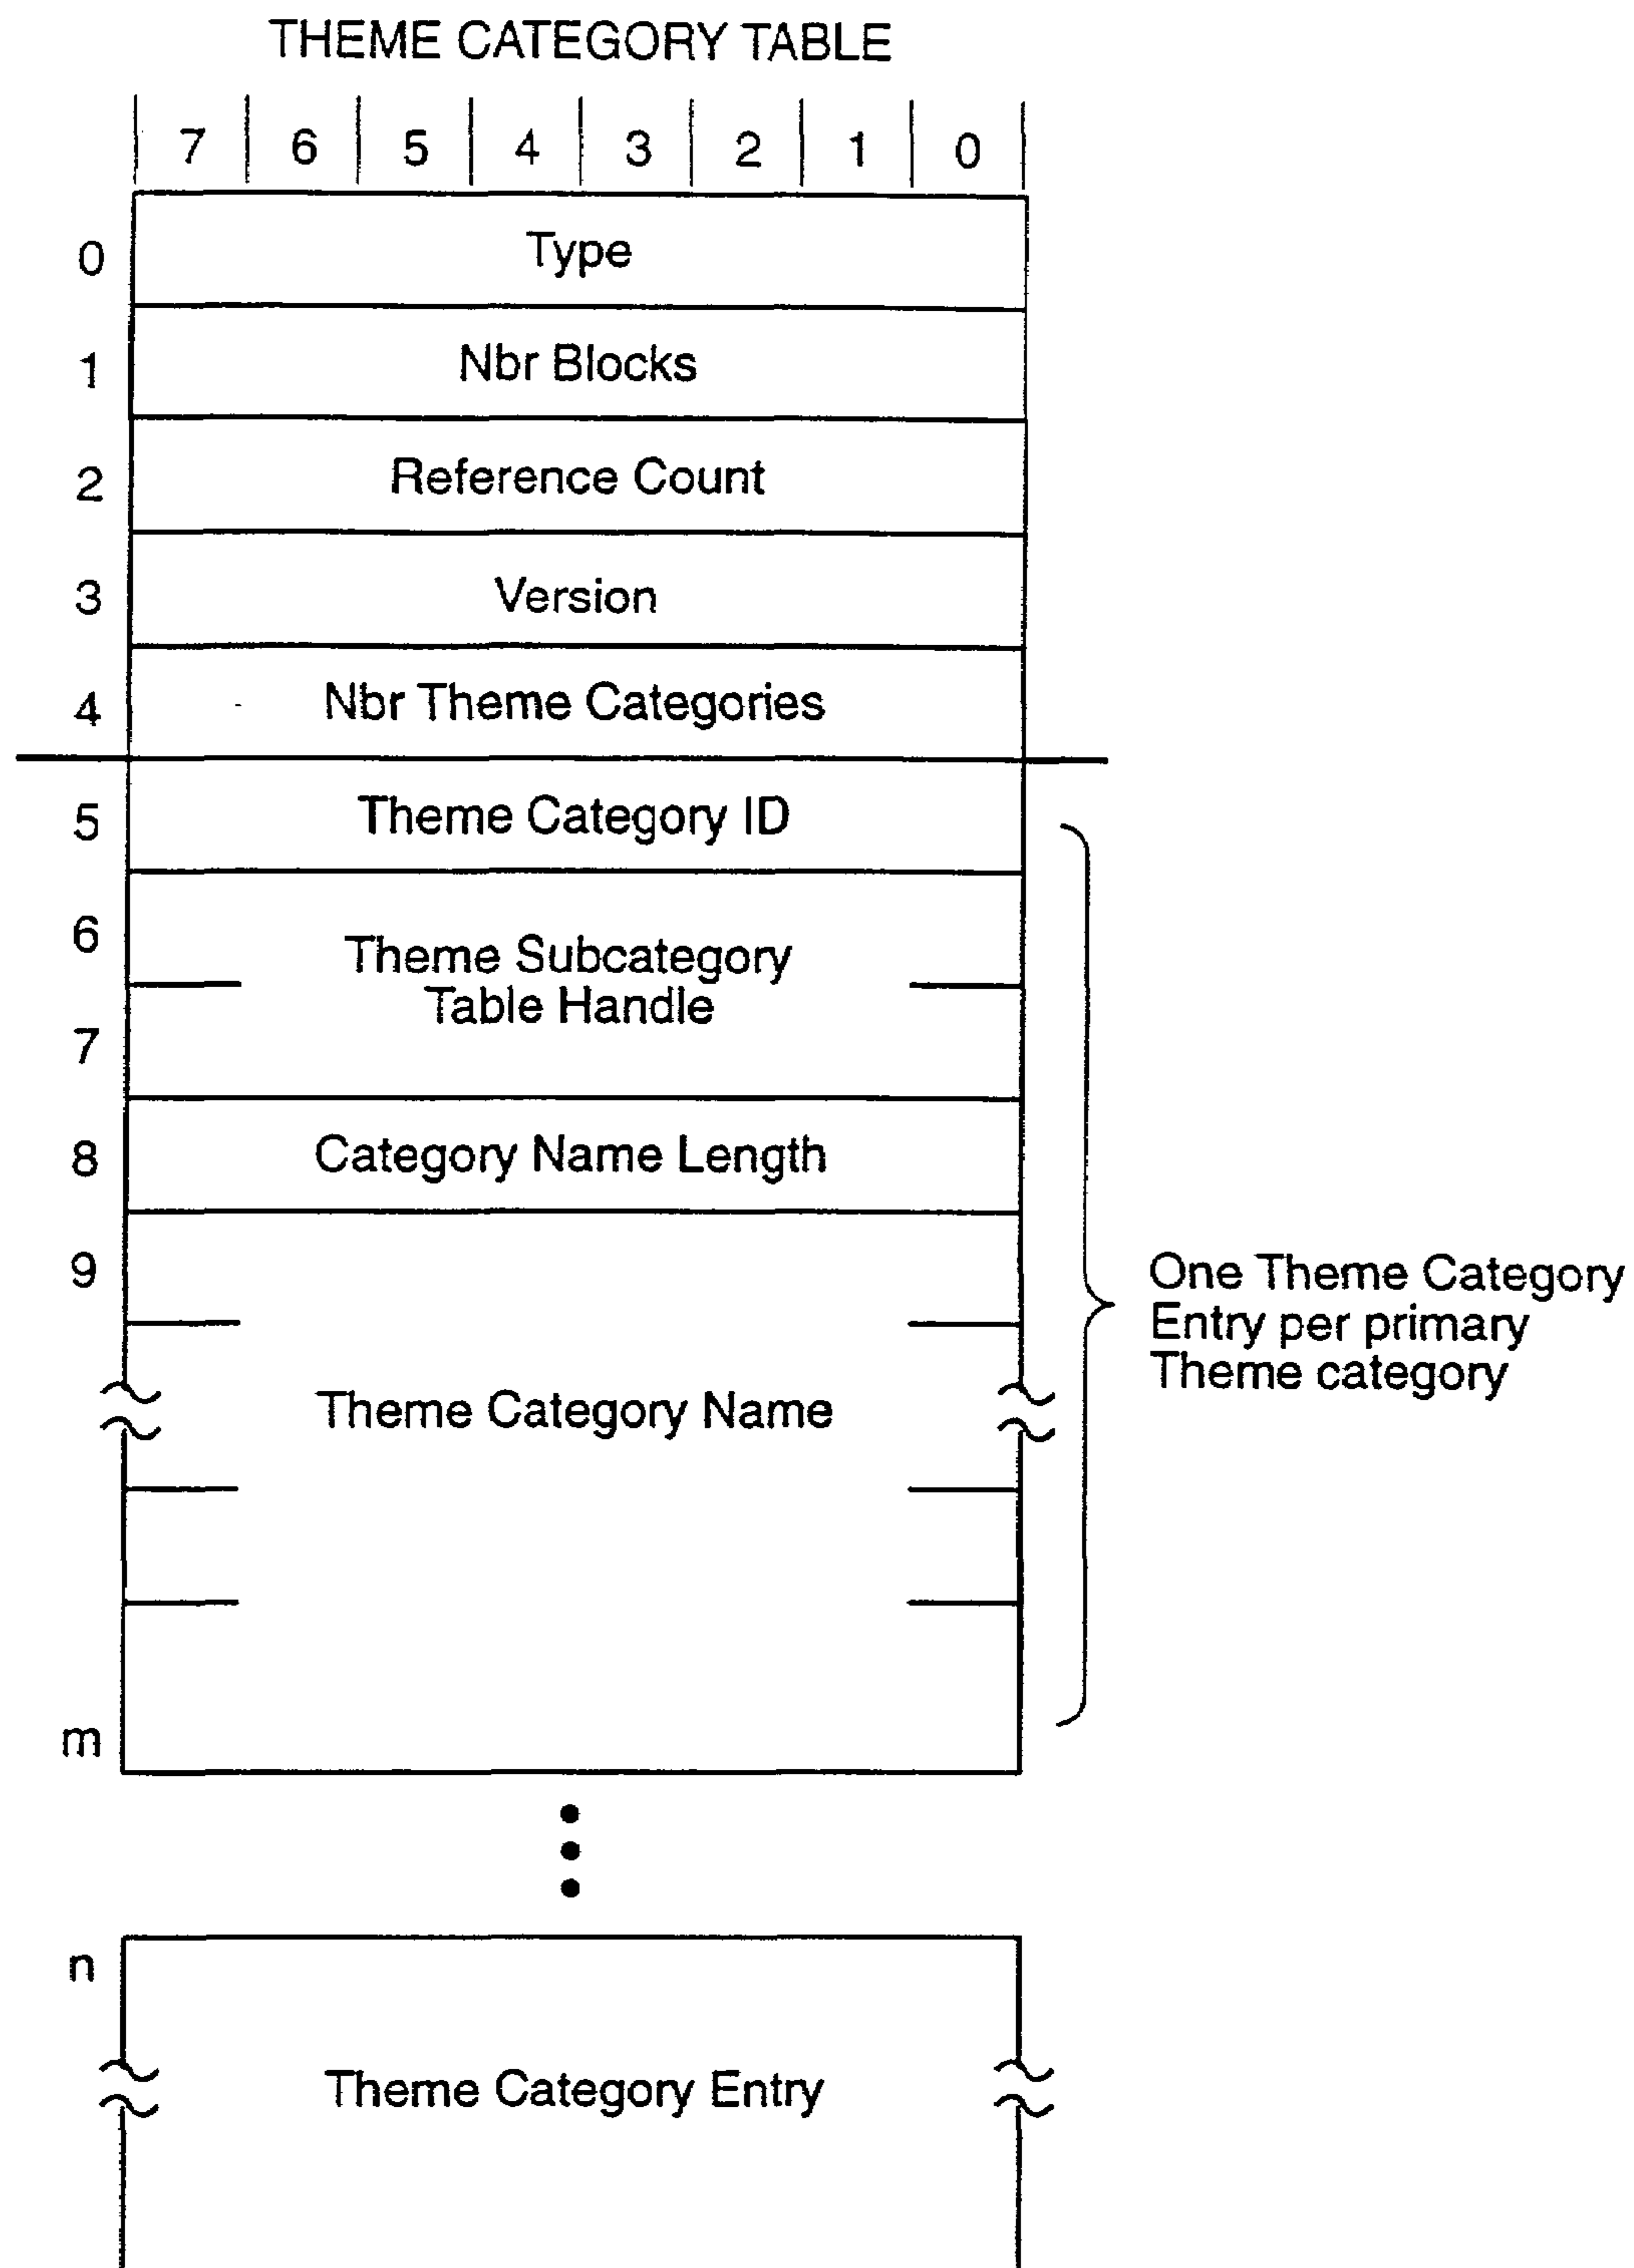 THEME CATEGORY TABLE
7 6 5 4 3 2 1 0
0 Type
1 Nbr Blocks
2 Reference Count
3 Version
4 Nbr Theme Categories
5 Theme Category ID
6
Theme Subcategory
Table Handle
7
8 Category Name Length
9
One Theme Category
Entry per primary
Theme category
Theme Category Name
m
n
Theme Category Entry